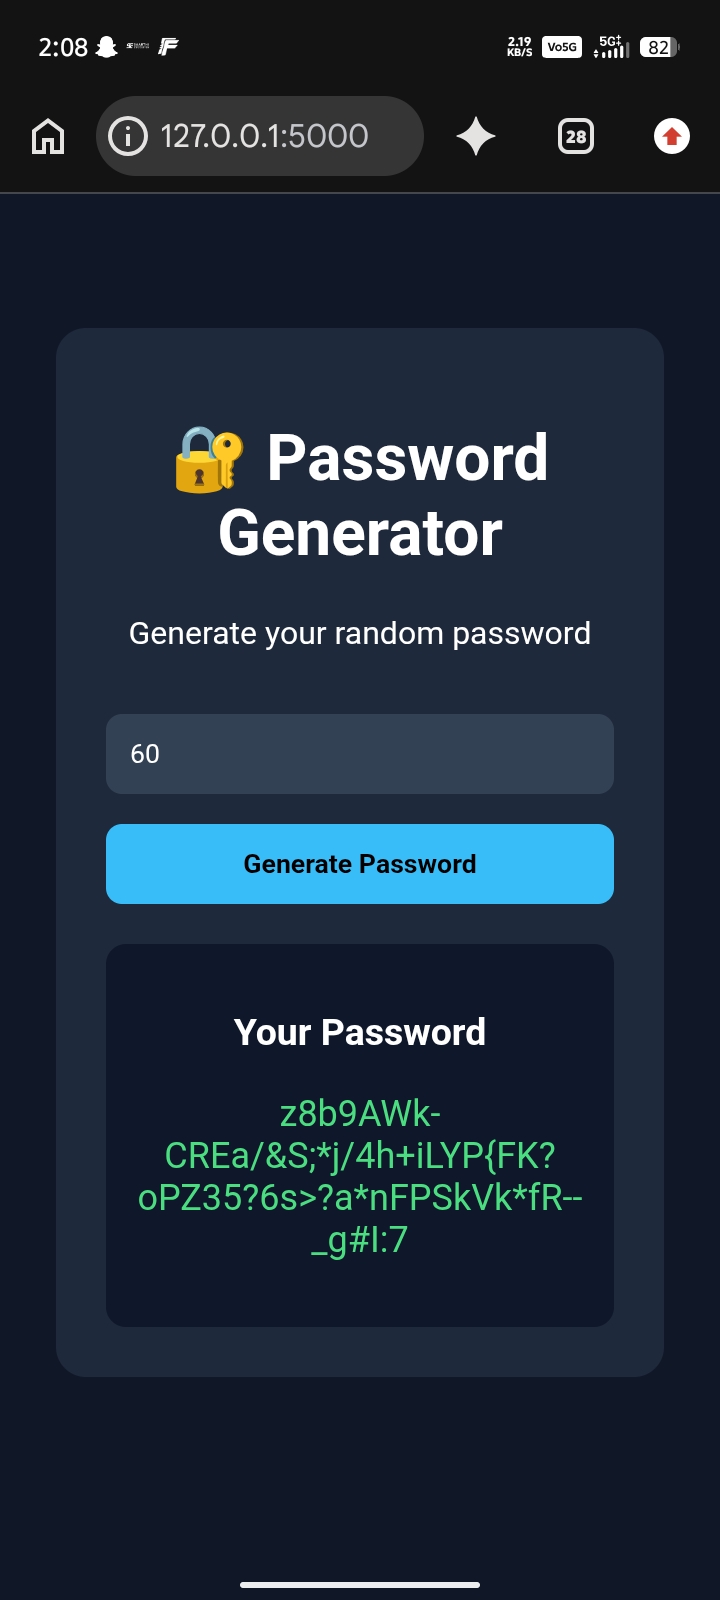 2:08
2.19
KB/S
Vo5G
5G
82
127.0.0.1:5000
28
Password
Generator
Generate your random password
60
Generate Password
Your Password
z8b9AWk-
CREa/&S;*j/4h+iLYP{FK?
oPZ35?6s>?a*nFPSkVk*fR--
_g#I:7